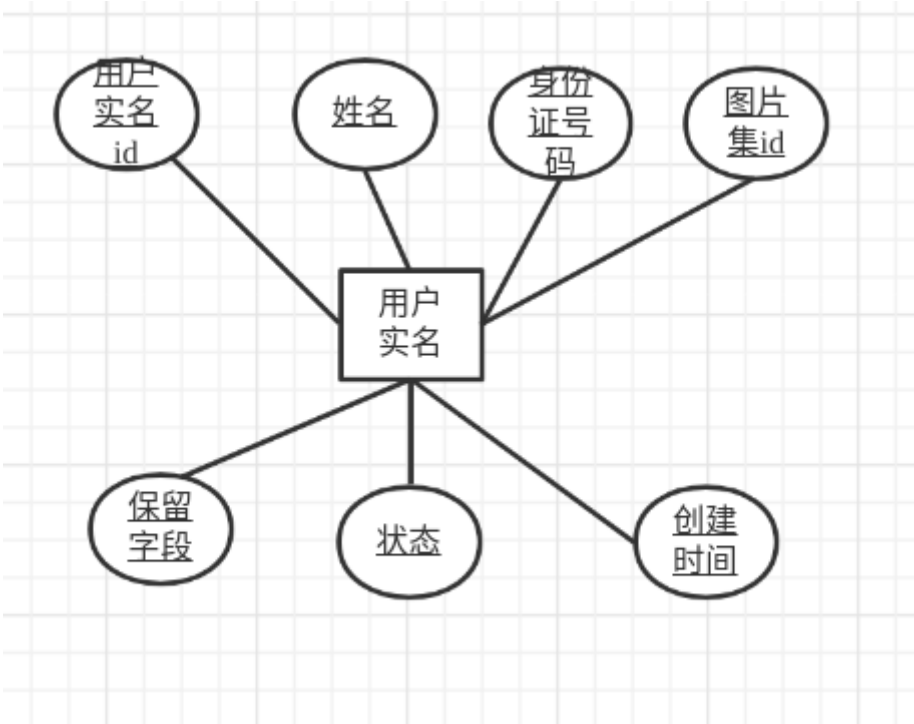 用户
实名
id
姓名
身份
证号
码
图片
集id
用户
实名
保留
字段
状态
创建
时间